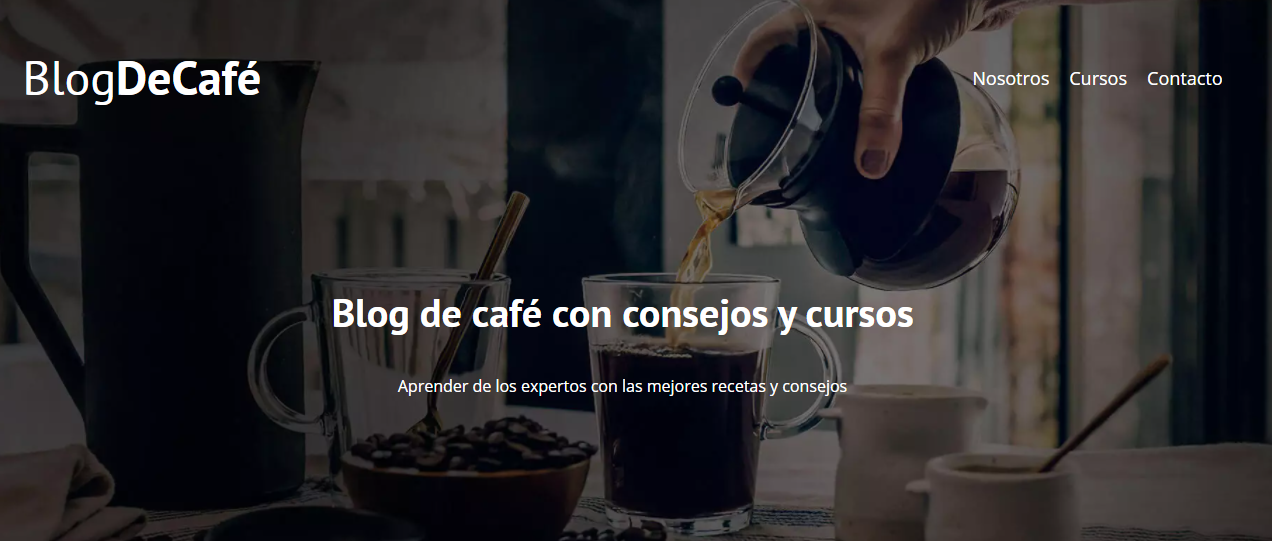 BlogDeCafé
Nosotros Cursos Contacto
Blog de café con consejos y cursos
Aprender de los expertos con las mejores recetas y consejos